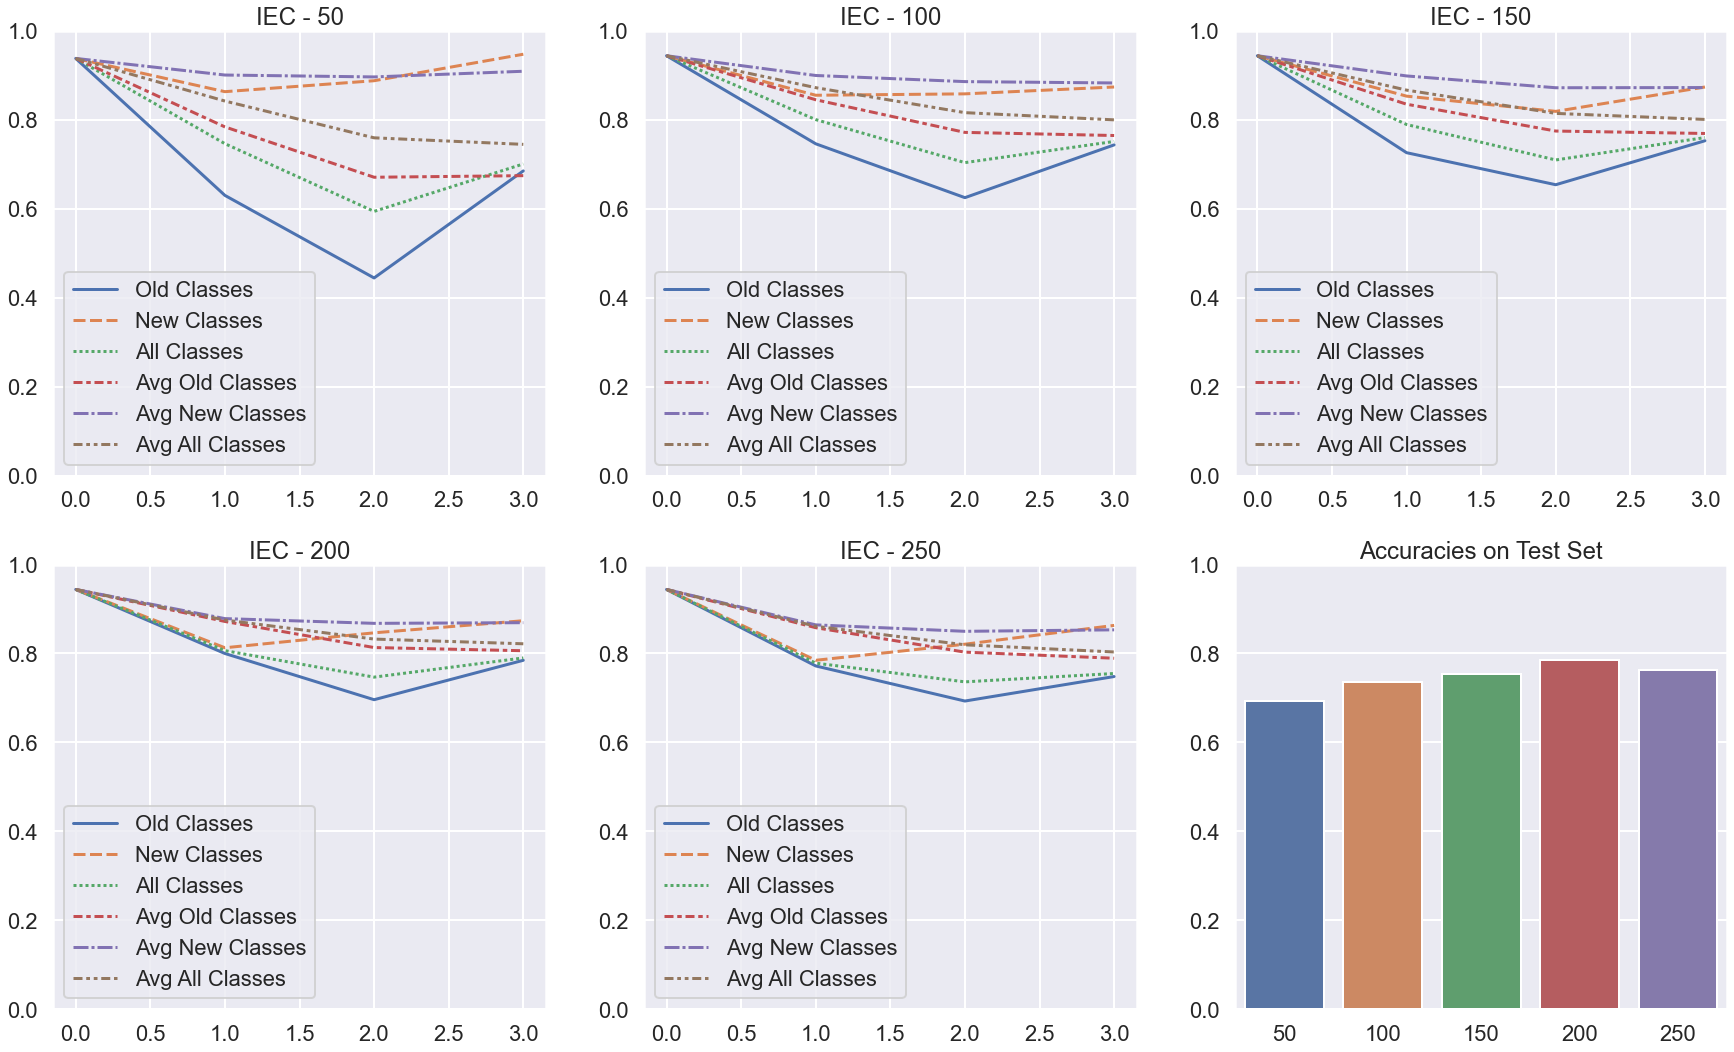 IEC - 50
1.0
0.8
0.6
0.4
0.2
0.0
Old Classes
New Classes
All Classes
Avg Old Classes
Avg New Classes
Avg All Classes
0.0 0.5 1.0 1.5 2.0 2.5 3.0
IEC - 100
1.0
0.8
0.6
0.4
0.2
0.0
Old Classes
New Classes
All Classes
Avg Old Classes
Avg New Classes
Avg All Classes
0.0 0.5 1.0 1.5 2.0 2.5 3.0
IEC - 150
1.0
0.8
0.6
0.4
0.2
0.0
Old Classes
New Classes
All Classes
Avg Old Classes
Avg New Classes
Avg All Classes
0.0 0.5 1.0 1.5 2.0 2.5 3.0
IEC - 200
1.0
0.8
0.6
0.4
0.2
0.0
Old Classes
New Classes
All Classes
Avg Old Classes
Avg New Classes
Avg All Classes
0.0 0.5 1.0 1.5 2.0 2.5 3.0
IEC - 250
1.0
0.8
0.6
0.4
0.2
0.0
Old Classes
New Classes
All Classes
Avg Old Classes
Avg New Classes
Avg All Classes
0.0 0.5 1.0 1.5 2.0 2.5 3.0
Accuracies on Test Set
1.0
0.8
0.6
0.4
0.2
0.0
50 100 150 200 250